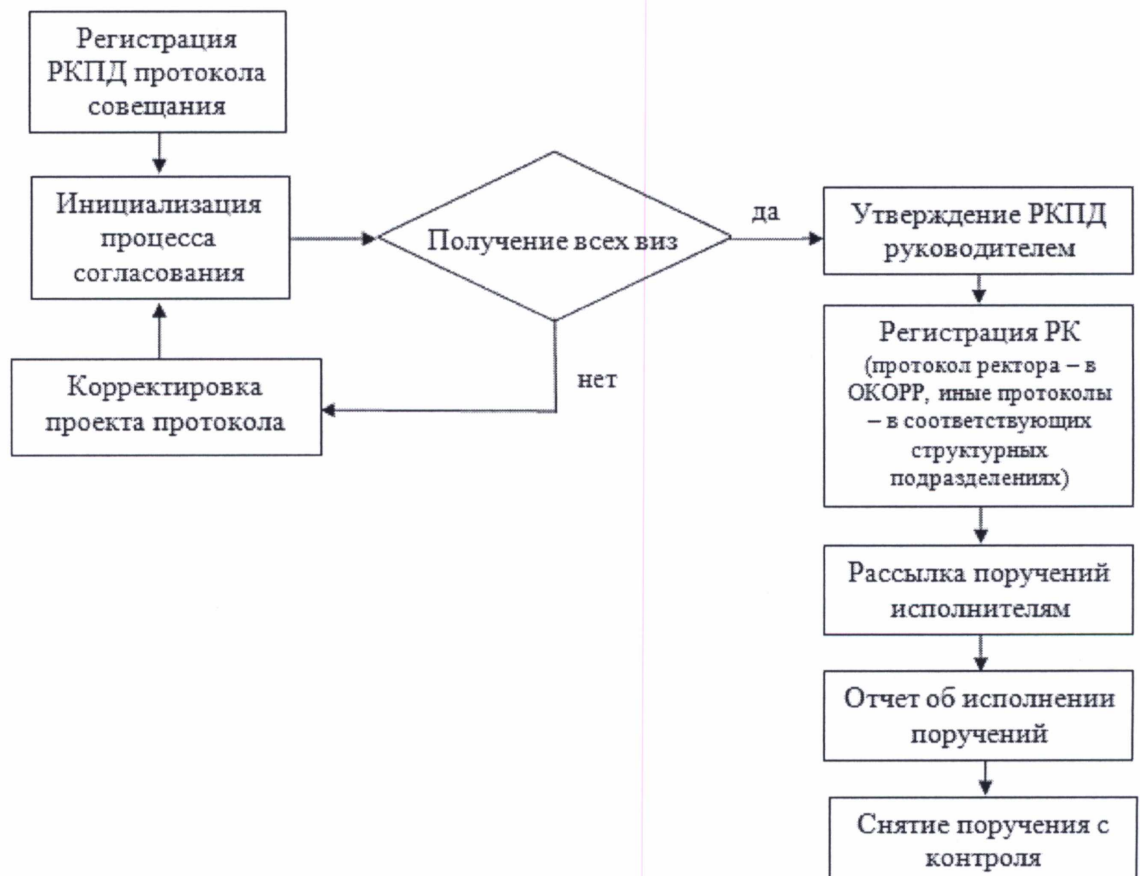 Регистрация
РКПД протокола
совещания
Инициализация
процесса
согласования
Корректировка
проекта протокола
Получение всех виз
да
нет
Утверждение РКПД
руководителем
Регистрация РК
(протокол ректора – в
ОКОРР, иные протоколы
– в соответствующих
структурных
подразделениях)
Рассылка поручений
исполнителям
Отчет об исполнении
поручений
Снятие поручения с
контроля